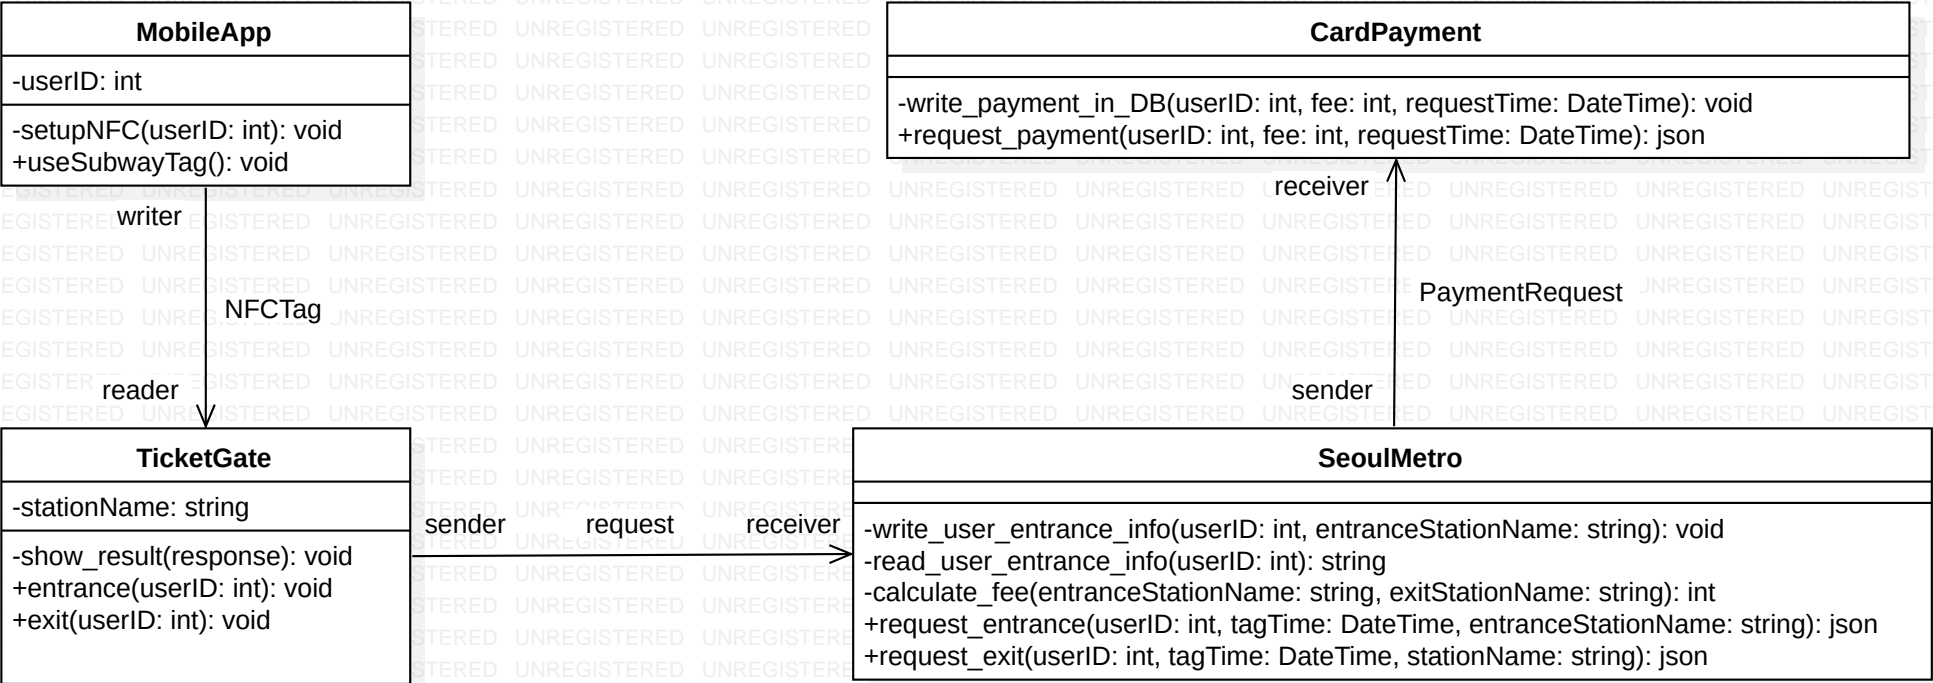 MobileApp
-userID: int
-setupNFC(userID: int): void
+useSubwayTag(): void
CardPayment
-write_payment_in_DB(userID: int, fee: int, requestTime: DateTime): void
+request_payment(userID: int, fee: int, requestTime: DateTime): json
writer
NFCTag
reader
receiver
PaymentRequest
sender
TicketGate
-stationName: string
-show_result(response): void
+entrance(userID: int): void
+exit(userID: int): void
sender request receiver
SeoulMetro
-write_user_entrance_info(userID: int, entranceStationName: string): void
-read_user_entrance_info(userID: int): string
-calculate_fee(entranceStationName: string, exitStationName: string): int
+request_entrance(userID: int, tagTime: DateTime, entranceStationName: string): json
+request_exit(userID: int, tagTime: DateTime, stationName: string): json
UNREGISTERED